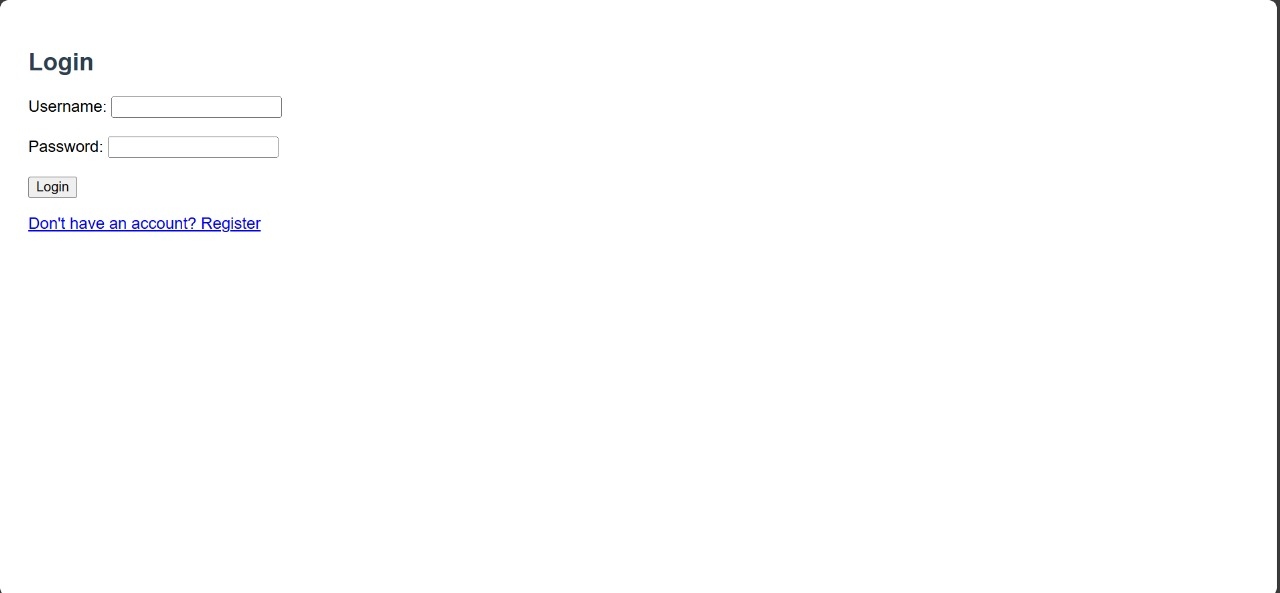 Login
Username:
Password:
Login
Don't have an account? Register